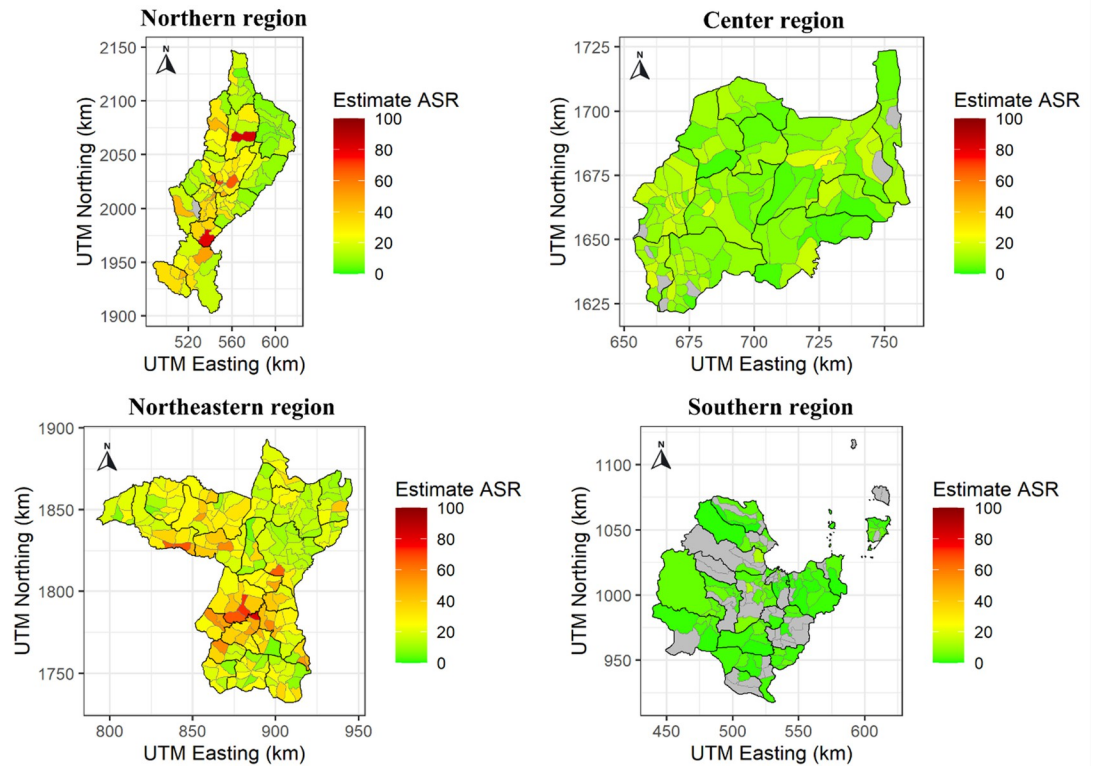 Northern region
N
Estimate ASR
100
80
60
40
20
0
2150
2100
2050
2000
1950
1900
520 560 600
UTM Northing (km)
UTM Easting (km)
Center region
N
Estimate ASR
100
80
60
40
20
0
1725
1700
1675
1650
1625
650 675 700 725 750
UTM Northing (km)
UTM Easting (km)
Northeastern region
N
Estimate ASR
100
80
60
40
20
0
1900
1850
1800
1750
800 850 900 950
UTM Northing (km)
UTM Easting (km)
Southern region
N
Estimate ASR
100
80
60
40
20
0
1100
1050
1000
950
450 500 550 600
UTM Northing (km)
UTM Easting (km)